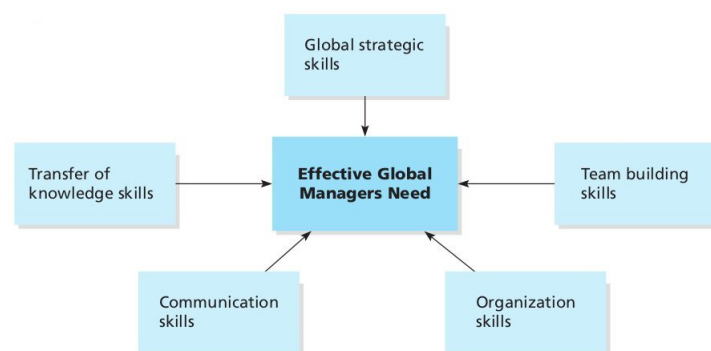 Global strategic
skills
Transfer of
knowledge skills
Effective Global
Managers Need
Team building
skills
Communication
skills
Organization
skills